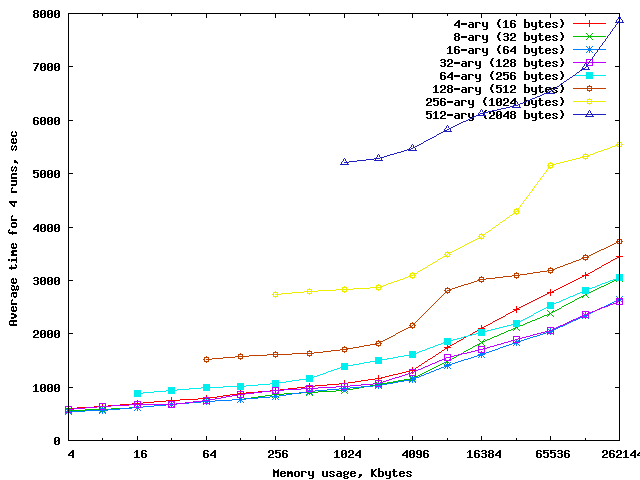 8000
7000
6000
5000
4000
3000
2000
1000
0
Average time for 4 runs, sec
4-ary (16 bytes)
8-ary (32 bytes)
16-ary (64 bytes)
32-ary (128 bytes)
64-ary (256 bytes)
128-ary (512 bytes)
256-ary (1024 bytes)
512-ary (2048 bytes)
4 16 64 256 1024 4096 16384 65536 262144
Memory usage, Kbytes